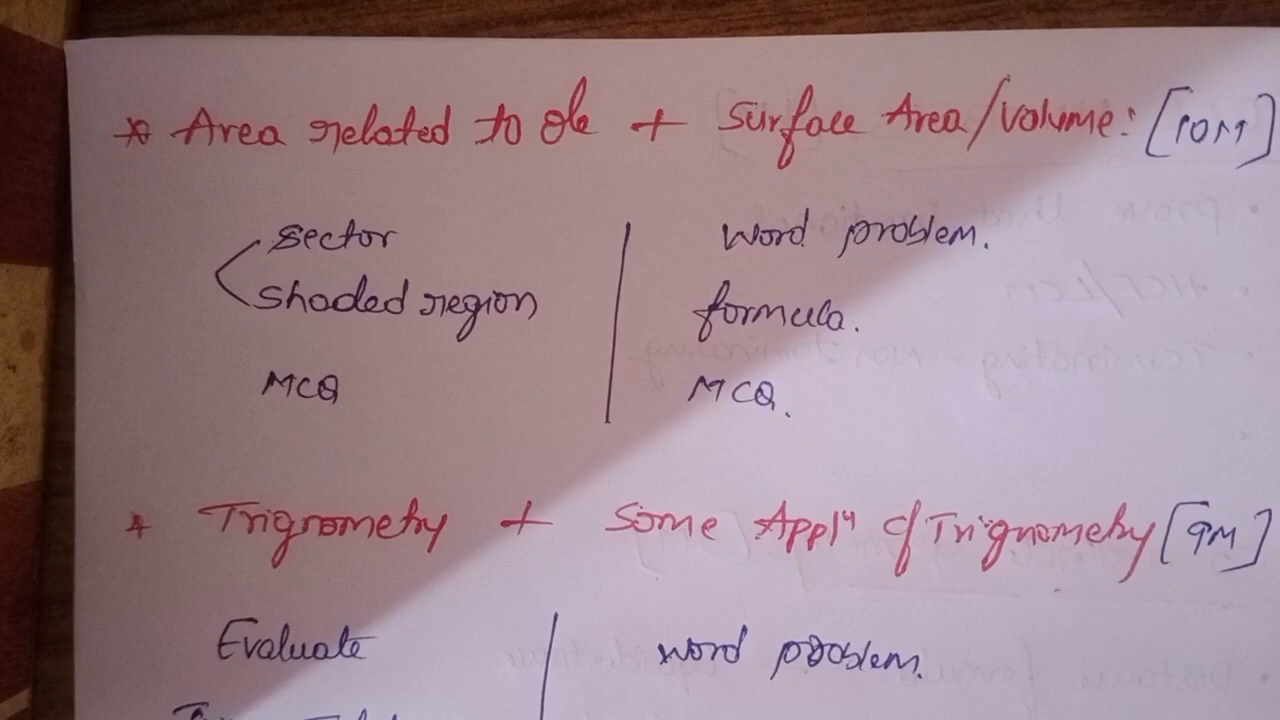 * Area related to ole + Surface Area/Volume: [10M]
Sector
Shaded region
MCQ
Word problem.
formula.
MCQ.
* Trignometry + Some Appl" of Trignometry [9M]
Evaluate
word problem.